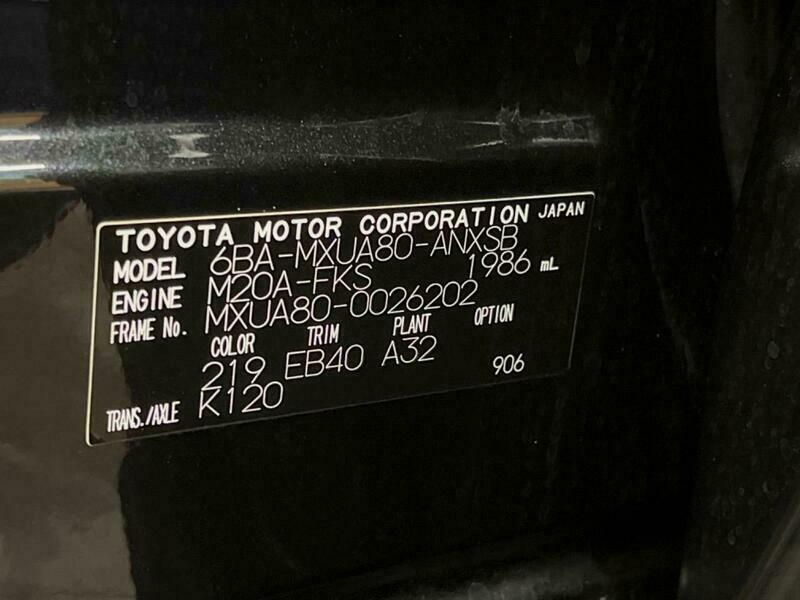 TOYOTA MOTOR CORPORATION JAPAN
MODEL 6BA-MXUA80-ANXSB
ENGINE M20A-FKS 1986 mL
FRAME No. MXUA80-0026202
COLOR TRIM PLANT OPTION
219 EB40 A32 906
TRANS./AXLE K120